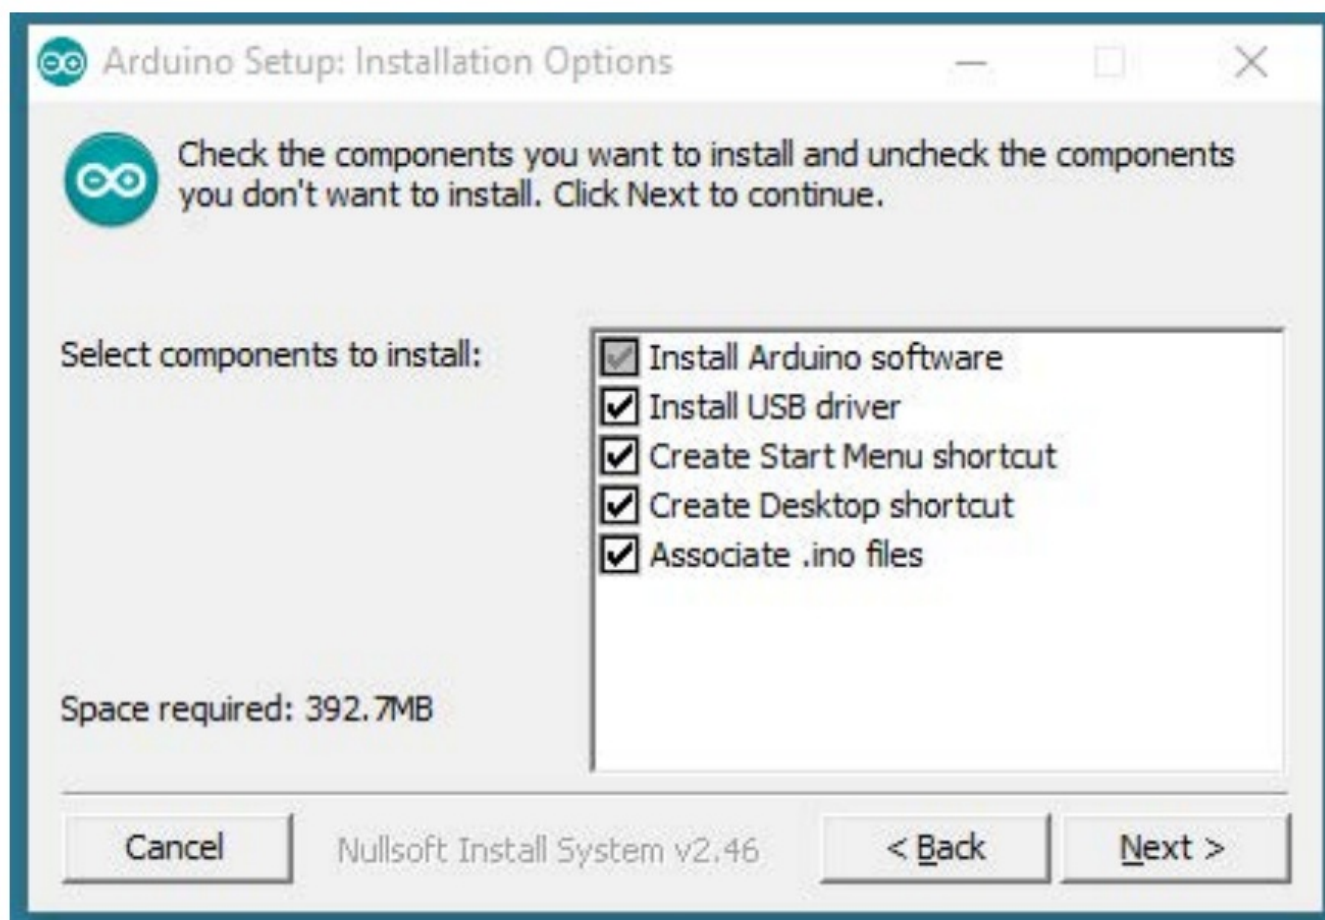 Arduino Setup: Installation Options
Check the components you want to install and uncheck the components
you don't want to install. Click Next to continue.
Select components to install:
Install Arduino software
Install USB driver
Create Start Menu shortcut
Create Desktop shortcut
Associate .ino files
Space required: 392.7MB
Cancel
Nullsoft Install System v2.46
< Back
Next >